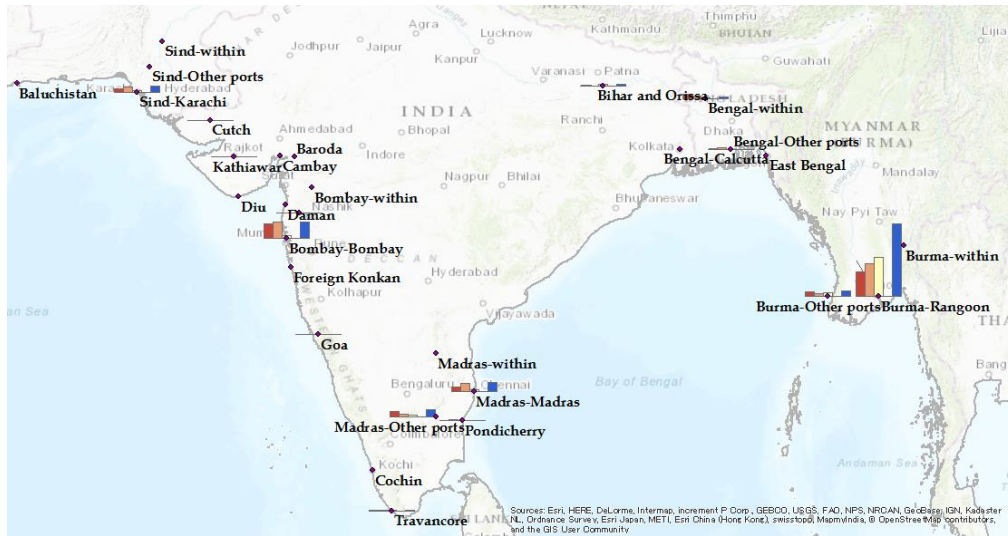 Thimphu
Agra
Lucknow
Kathmandu
BHUTAN
Sind-within
Jodhpur
Jaipur
Kanpur
Guwahati
Sind-Other ports
Varanasi
Patna
Baluchistan
Hyderabad
Sind-Karachi
Bihar and Orissa
BANGLADESH
Bengal-within
Cutch
INDIA
Ranchi
MYANMAR
Ahmedabad
Bhopal
Dhaka
Bengal-Other ports
Rajkot
Baroda
Indore
Kolkata
Kathiawar
Cambay
Bengal-Calcutta
East Bengal
Mandalay
Bombay-within
Nagpur
Bhilai
Diu
Daman
Nashik
Bhubaneswar
Nay Pyi Taw
Bombay-Bombay
DECCAN
Burma-within
Foreign Konkan
Hyderabad
Kolhapur
Burma-Other ports
Burma-Rangoon
WESTERN GHATS
Goa
Madras-within
Bengaluru
Chennai
Bay of Bengal
Madras-Madras
Madras-Other ports
Pondicherry
Coimbatore
Kochi
Cochin
Andaman Sea
Travancore
Sources: Esri, HERE, DeLorme, Intermap, increment P Corp., GEBCO, USGS, FAO, NPS, NRCAN, GeoBase, IGN, Kadaster
NL, Ordnance Survey, Esri Japan, METI, Esri China (Hong Kong), swisstopo, MapmyIndia, © OpenStreetMap contributors,
and the GIS User Community